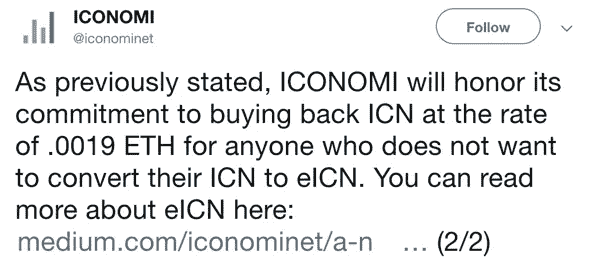 ICONOMI
@iconominet
Follow
As previously stated, ICONOMI will honor its
commitment to buying back ICN at the rate
of .0019 ETH for anyone who does not want
to convert their ICN to eICN. You can read
more about eICN here:
medium.com/iconominet/a-n ... (2/2)